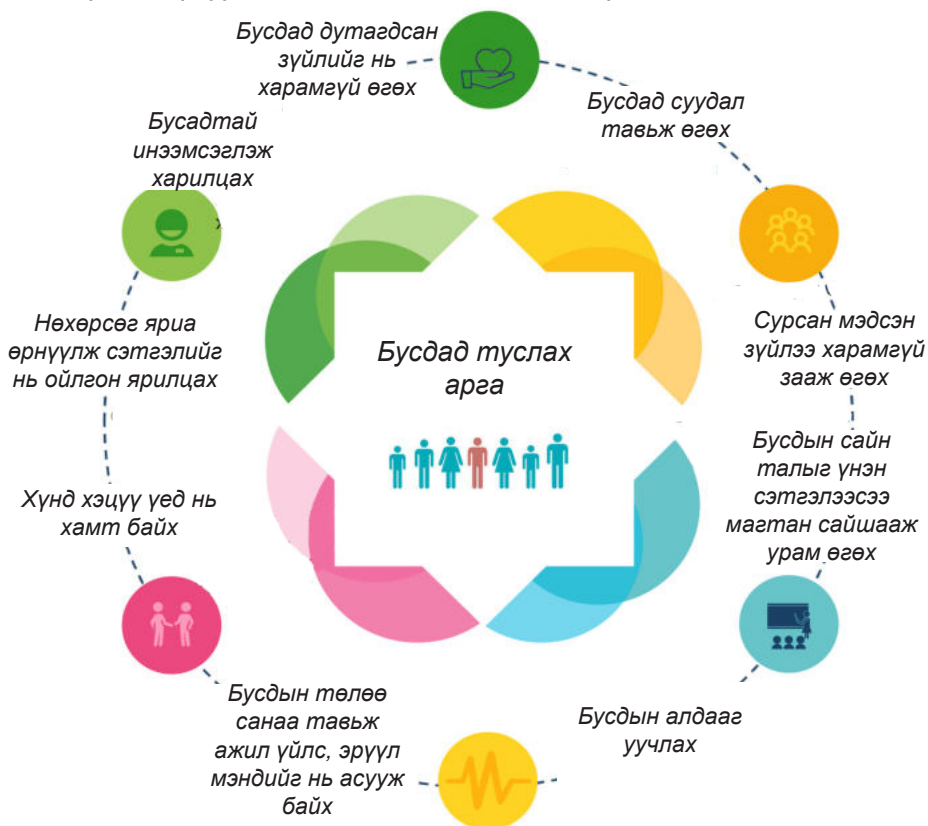 Бусдад дутагдсан
зүйлийг нь
харамгүй өгөх
Бусдад суудал
тавьж өгөх
Бусадтай
инээмсэглэж
харилцах
х
Нөхөрсөг яриа
өрнүүлж сэтгэлийг
нь ойлгон ярилцах
Бусдад туслах
арга
Сурсан мэдсэн
зүйлээ харамгүй
зааж өгөх
Бусдын сайн
талыг үнэн
сэтгэлээсээ
магтан сайшааж
урам өгөх
Хүнд хэцүү үед нь
хамт байх
Бусдын төлөө
санаа тавьж
ажил үйлс, эрүүл
мэндийг нь асууж
байх
Бусдын алдааг
уучлах